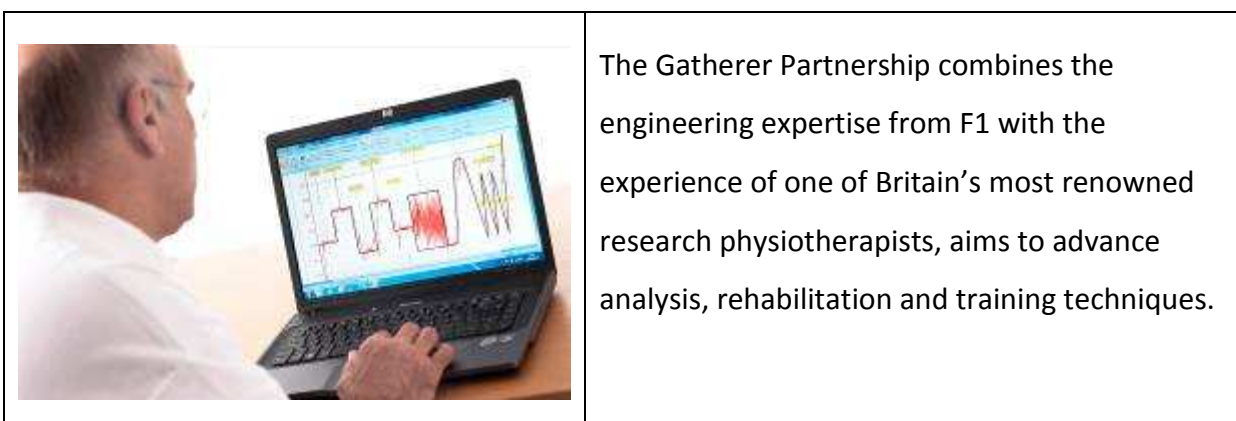 The Gatherer Partnership combines the
engineering expertise from F1 with the
experience of one of Britain’s most renowned
research physiotherapists, aims to advance
analysis, rehabilitation and training techniques.